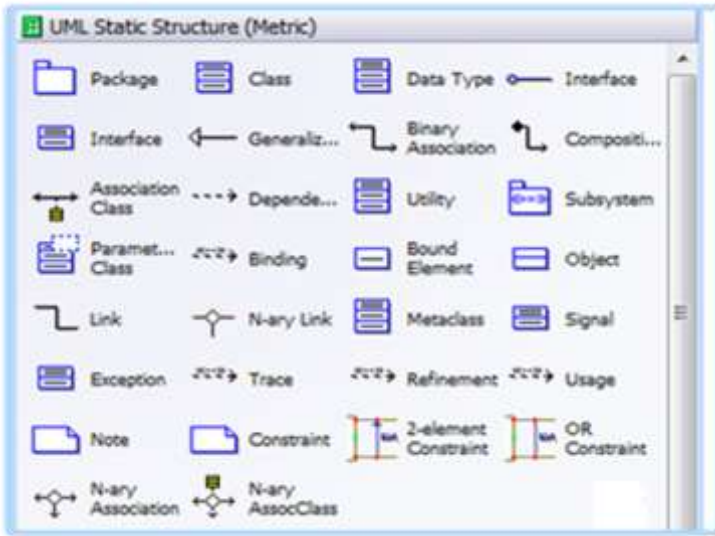 UML Static Structure (Metric)
Package Class Data Type Interface
Interface Generaliz... Binary Association Compositi...
Association Class Depende... Utility Subsystem
Paramet... Class Binding Bound Element Object
Link N-ary Link Metaclass Signal
Exception Trace Refinement Usage
Note Constraint 2-element Constraint OR Constraint
N-ary Association N-ary AssocClass